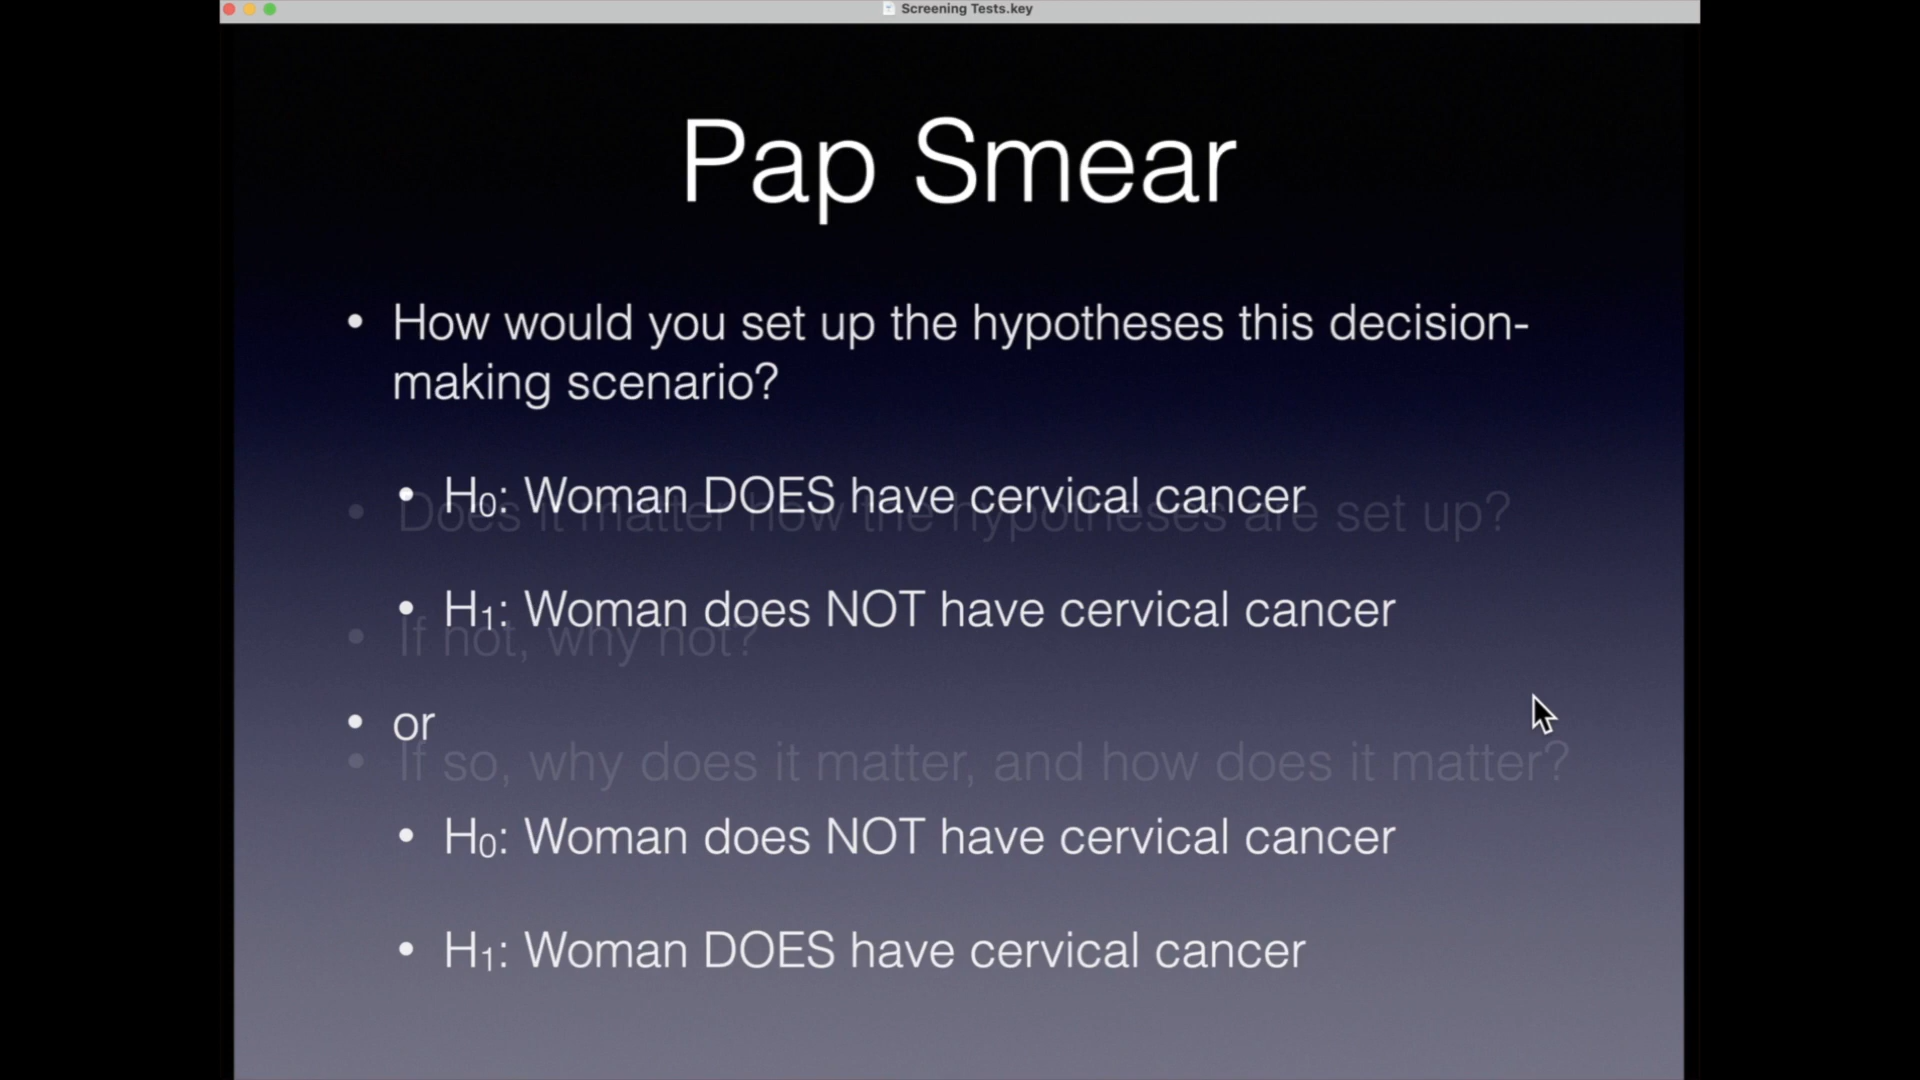 Screening Tests.key
Pap Smear
• How would you set up the hypotheses this decision-
making scenario?
• H₀: Woman DOES have cervical cancer
• Does it matter how the hypotheses are set up?
• H₁: Woman does NOT have cervical cancer
• If not, why not?
• or
• If so, why does it matter, and how does it matter?
• H₀: Woman does NOT have cervical cancer
• H₁: Woman DOES have cervical cancer